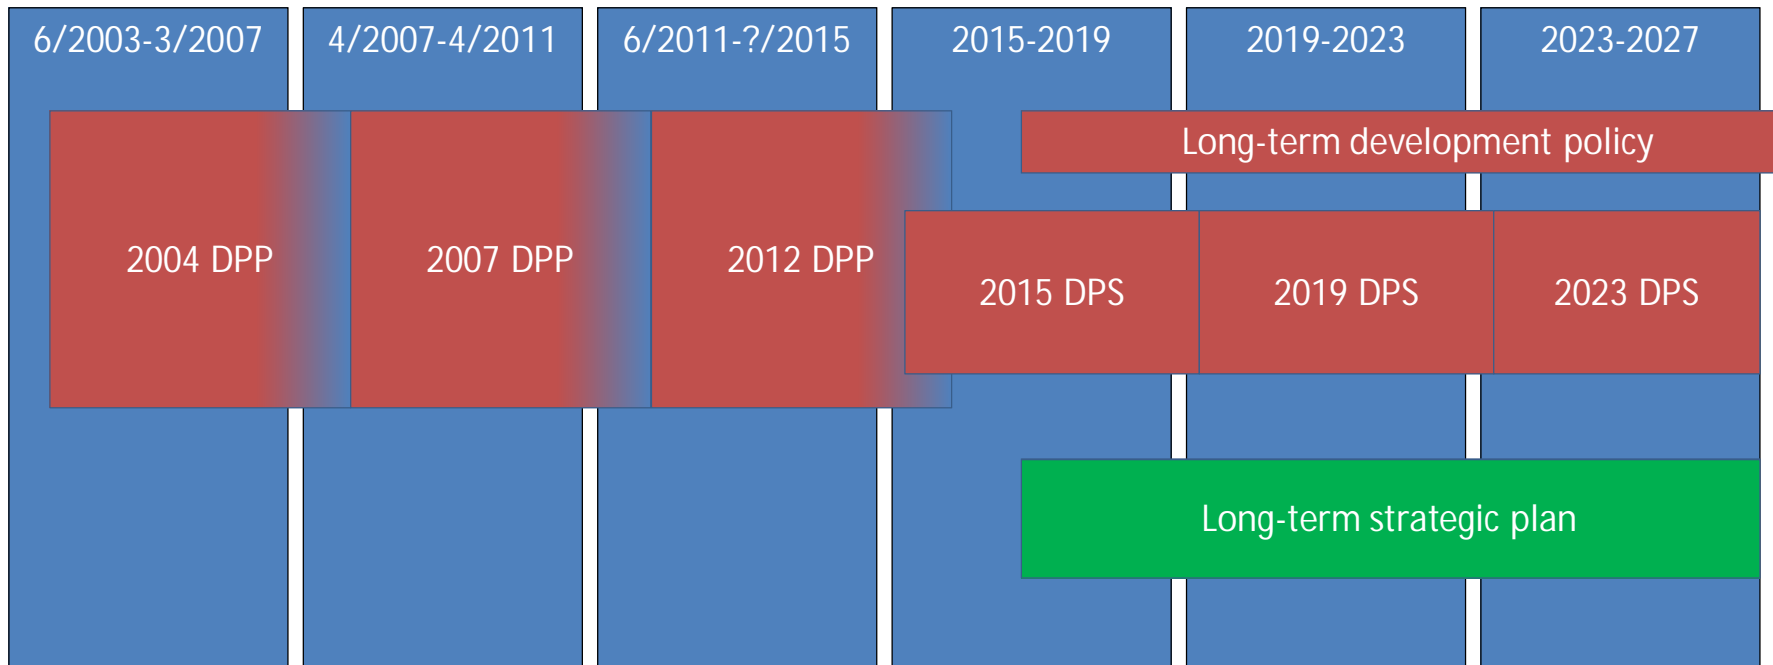 6/2003-3/2007
4/2007-4/2011
6/2011-?/2015
2015-2019
2019-2023
2023-2027
Long-term development policy
2004 DPP
2007 DPP
2012 DPP
2015 DPS
2019 DPS
2023 DPS
Long-term strategic plan